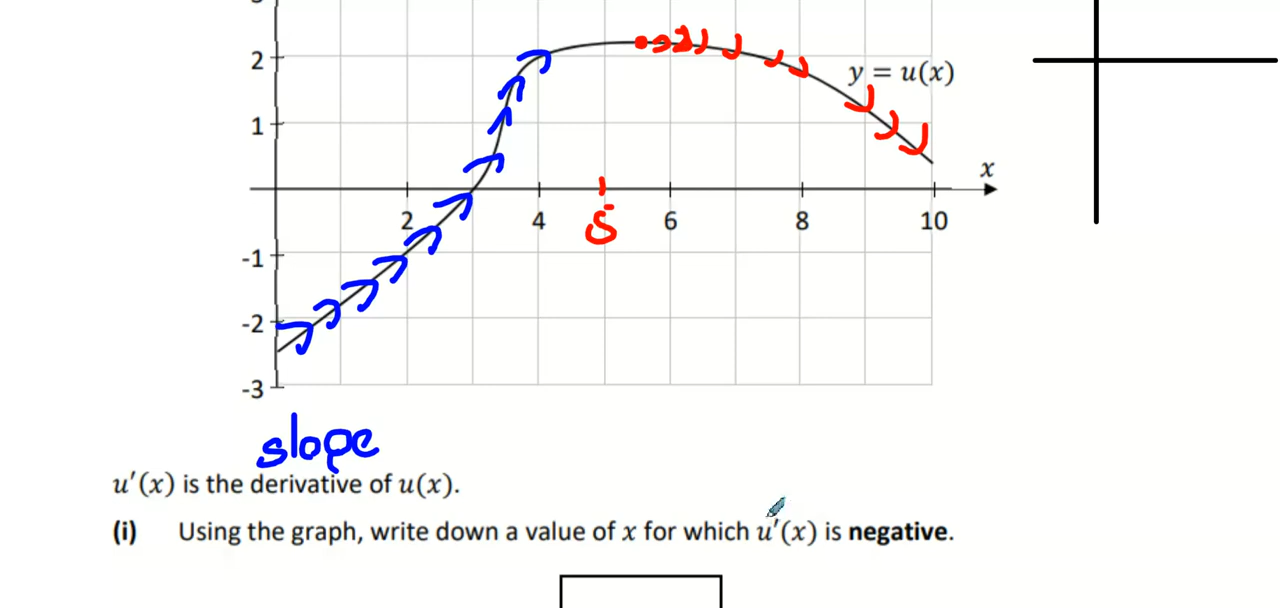 2
y = u(x)
1
x
2 4 6 8 10
5
-1
-2
-3
slope
u′(x) is the derivative of u(x).
(i) Using the graph, write down a value of x for which u′(x) is negative.